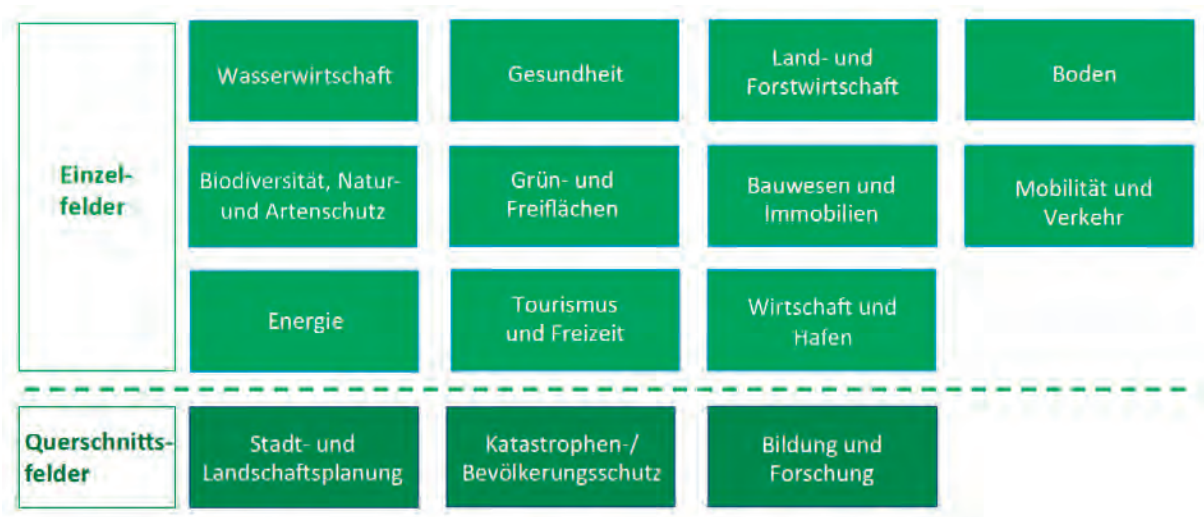 Einzel-
felder
Wasserwirtschaft
Gesundheit
Land- und
Forstwirtschaft
Boden
Biodiversität, Natur-
und Artenschutz
Grün- und
Freiflächen
Bauwesen und
Immobilien
Mobilität und
Verkehr
Energie
Tourismus
und Freizeit
Wirtschaft und
Hafen
Querschnitts-
felder
Stadt- und
Landschaftsplanung
Katastrophen-/
Bevölkerungsschutz
Bildung und
Forschung